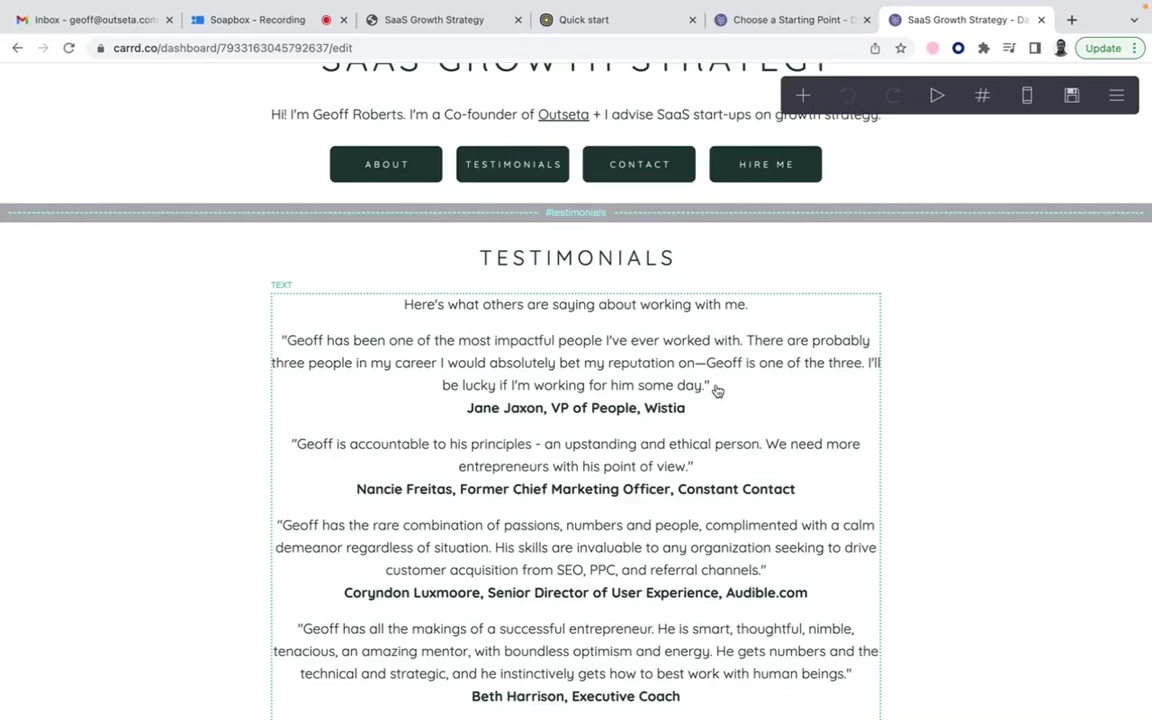 Inbox - geoff@outseta.com
Soapbox - Recording
SaaS Growth Strategy
Quick start
Choose a Starting Point - D
SaaS Growth Strategy - Da
carrd.co/dashboard/7933163045792637/edit
Update
SAAS GROWTH STRATEGY
Hi! I'm Geoff Roberts. I'm a Co-founder of Outseta + I advise SaaS start-ups on growth strategy.
ABOUT
TESTIMONIALS
CONTACT
HIRE ME
#testimonials
TESTIMONIALS
TEXT
Here's what others are saying about working with me.
"Geoff has been one of the most impactful people I've ever worked with. There are probably
three people in my career I would absolutely bet my reputation on—Geoff is one of the three. I'll
be lucky if I'm working for him some day."
Jane Jaxon, VP of People, Wistia
"Geoff is accountable to his principles - an upstanding and ethical person. We need more
entrepreneurs with his point of view."
Nancie Freitas, Former Chief Marketing Officer, Constant Contact
"Geoff has the rare combination of passions, numbers and people, complimented with a calm
demeanor regardless of situation. His skills are invaluable to any organization seeking to drive
customer acquisition from SEO, PPC, and referral channels."
Coryndon Luxmoore, Senior Director of User Experience, Audible.com
"Geoff has all the makings of a successful entrepreneur. He is smart, thoughtful, nimble,
tenacious, an amazing mentor, with boundless optimism and energy. He gets numbers and the
technical and strategic, and he instinctively gets how to best work with human beings."
Beth Harrison, Executive Coach